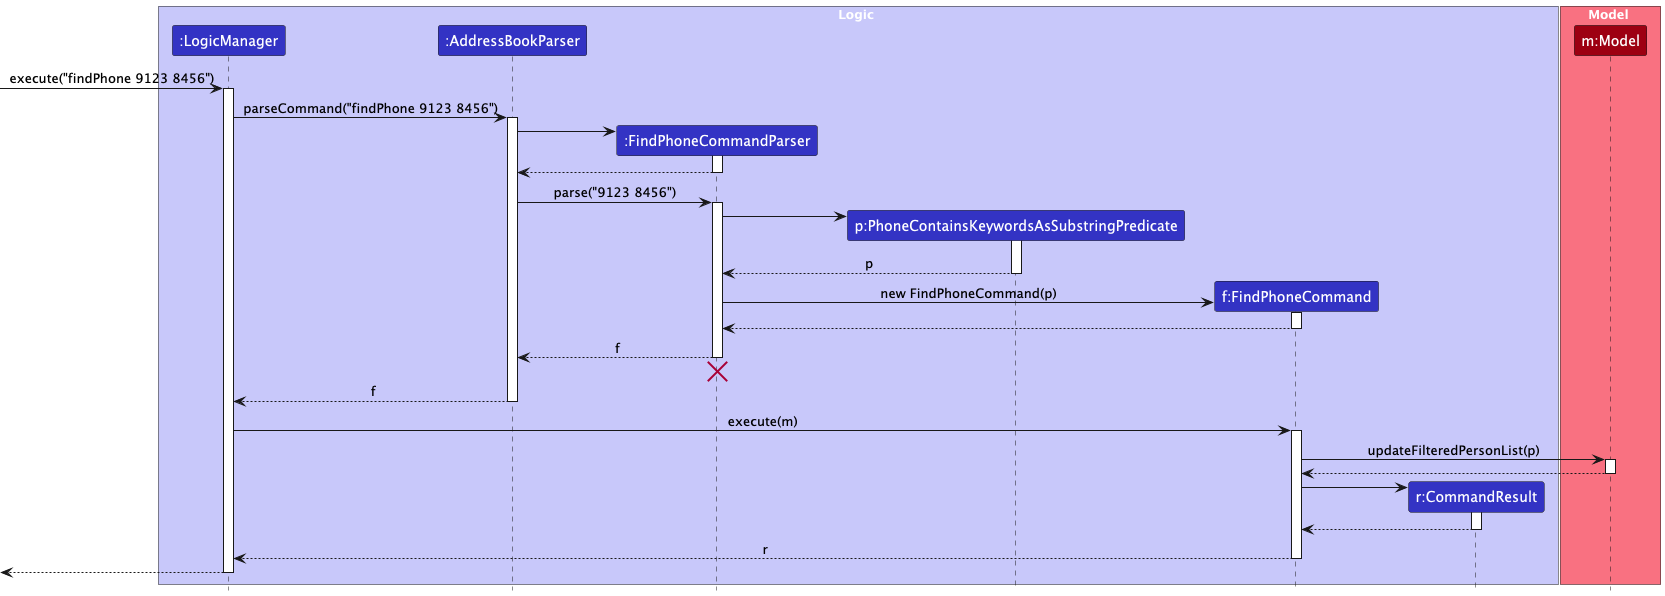 Logic
Model
:LogicManager
:AddressBookParser
m:Model
execute("findPhone 9123 8456")
parseCommand("findPhone 9123 8456")
:FindPhoneCommandParser
parse("9123 8456")
p:PhoneContainsKeywordsAsSubstringPredicate
p
new FindPhoneCommand(p)
f:FindPhoneCommand
f
f
execute(m)
updateFilteredPersonList(p)
r:CommandResult
r